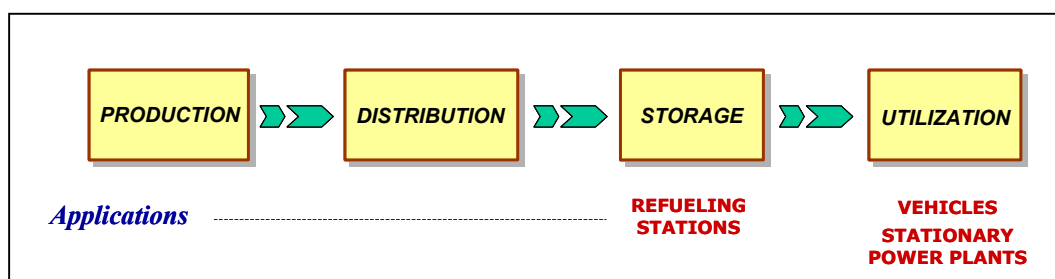 PRODUCTION
DISTRIBUTION
STORAGE
UTILIZATION
Applications
REFUELING
STATIONS
VEHICLES
STATIONARY
POWER PLANTS